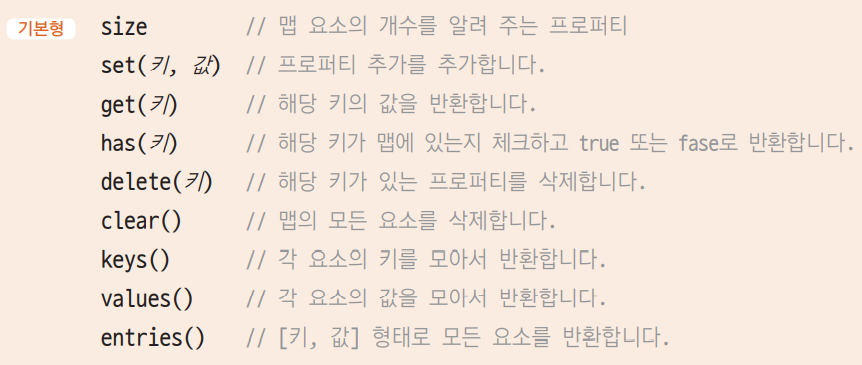 기본형 size // 맵 요소의 개수를 알려 주는 프로퍼티
set(키, 값) // 프로퍼티 추가를 추가합니다.
get(키) // 해당 키의 값을 반환합니다.
has(키) // 해당 키가 맵에 있는지 체크하고 true 또는 fase로 반환합니다.
delete(키) // 해당 키가 있는 프로퍼티를 삭제합니다.
clear() // 맵의 모든 요소를 삭제합니다.
keys() // 각 요소의 키를 모아서 반환합니다.
values() // 각 요소의 값을 모아서 반환합니다.
entries() // [키, 값] 형태로 모든 요소를 반환합니다.